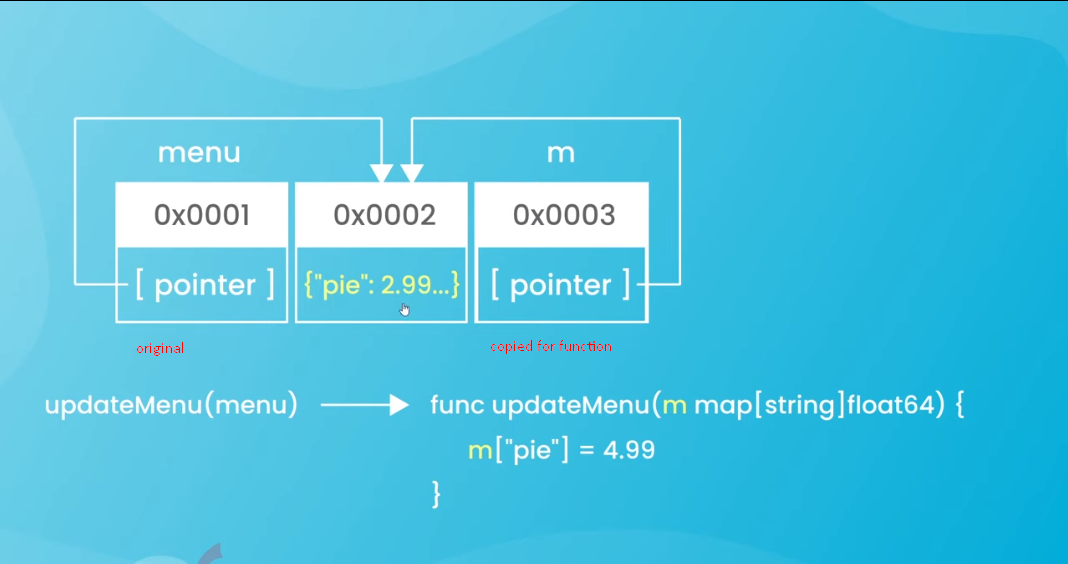 menu
m
0x0001
0x0002
0x0003
[ pointer ]
{"pie": 2.99...}
[ pointer ]
original
copied for function
updateMenu(menu)
func updateMenu(m map[string]float64) {
m["pie"] = 4.99
}